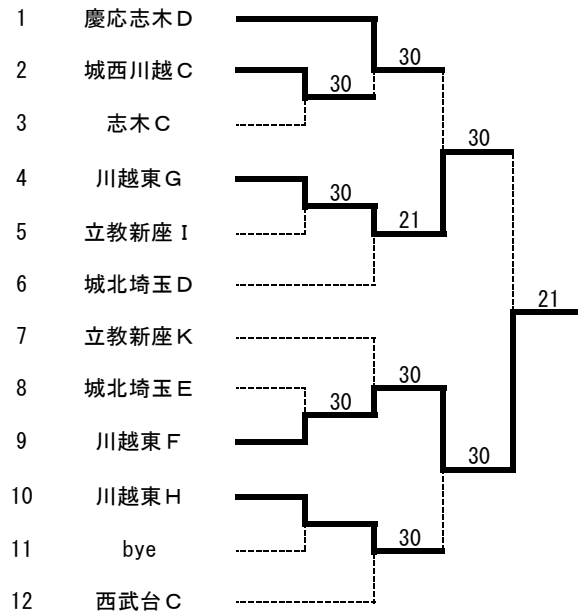 1 慶応志木D
30
2 城西川越C
30
3 志木C
30
4 川越東G
30
5 立教新座I
21
6 城北埼玉D
21
7 立教新座K
30
8 城北埼玉E
30
9 川越東F
30
10 川越東H
11 bye
30
12 西武台C